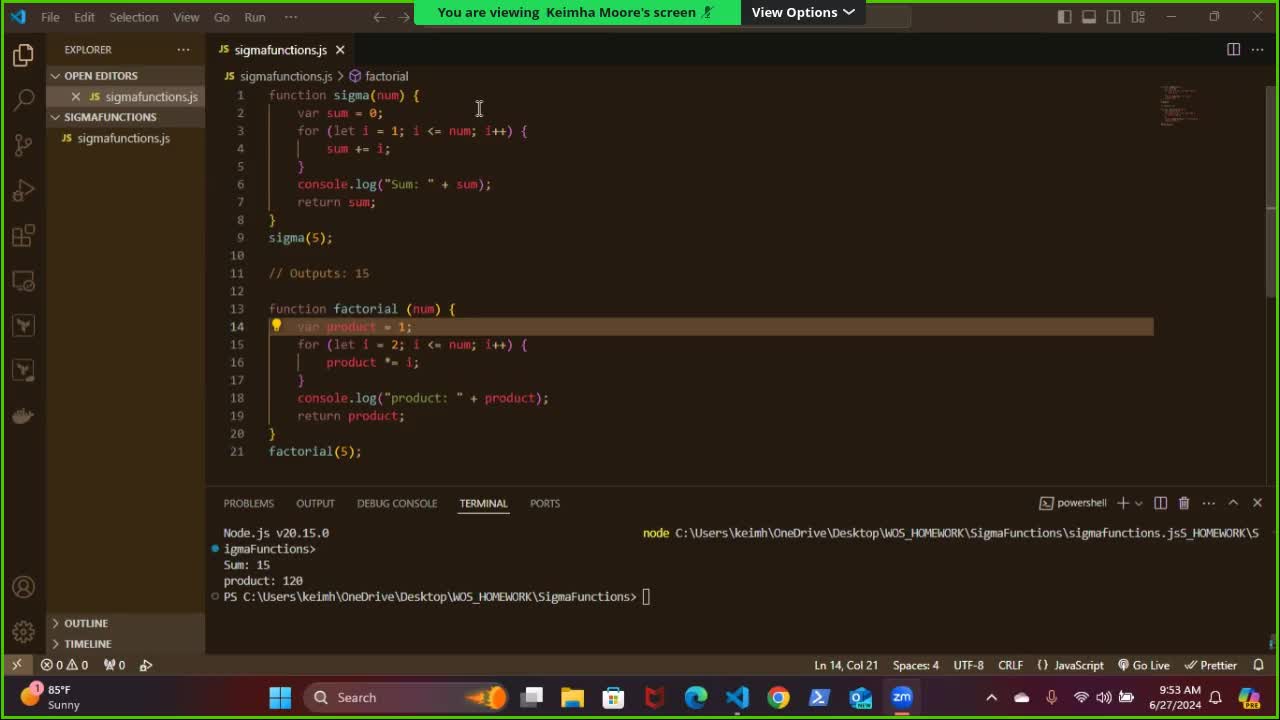 You are viewing Keimha Moore's screen
View Options
File Edit Selection View Go Run ···
EXPLORER ···
OPEN EDITORS
JS sigmafunctions.js
SIGMAFUNCTIONS
JS sigmafunctions.js
OUTLINE
TIMELINE
JS sigmafunctions.js
JS sigmafunctions.js > factorial
1 function sigma(num) {
2 var sum = 0;
3 for (let i = 1; i <= num; i++) {
4 sum += i;
5 }
6 console.log("Sum: " + sum);
7 return sum;
8 }
9 sigma(5);
10
11 // Outputs: 15
12
13 function factorial (num) {
14 var product = 1;
15 for (let i = 2; i <= num; i++) {
16 product *= i;
17 }
18 console.log("product: " + product);
19 return product;
20 }
21 factorial(5);
PROBLEMS OUTPUT DEBUG CONSOLE TERMINAL PORTS
powershell
Node.js v20.15.0 node C:\Users\keimh\OneDrive\Desktop\WOS_HOMEWORK\SigmaFunctions\sigmafunctions.jsS_HOMEWORK\S
igmaFunctions>
Sum: 15
product: 120
PS C:\Users\keimh\OneDrive\Desktop\WOS_HOMEWORK\SigmaFunctions>
0 0 0
Ln 14, Col 21 Spaces: 4 UTF-8 CRLF {} JavaScript Go Live Prettier
1
85°F
Sunny
Search
NEW
zm
9:53 AM
6/27/2024
PRE